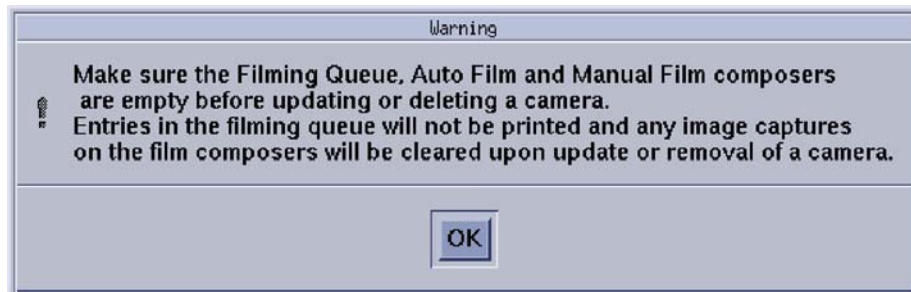 Warning
Make sure the Filming Queue, Auto Film and Manual Film composers
are empty before updating or deleting a camera.
Entries in the filming queue will not be printed and any image captures
on the film composers will be cleared upon update or removal of a camera.
OK